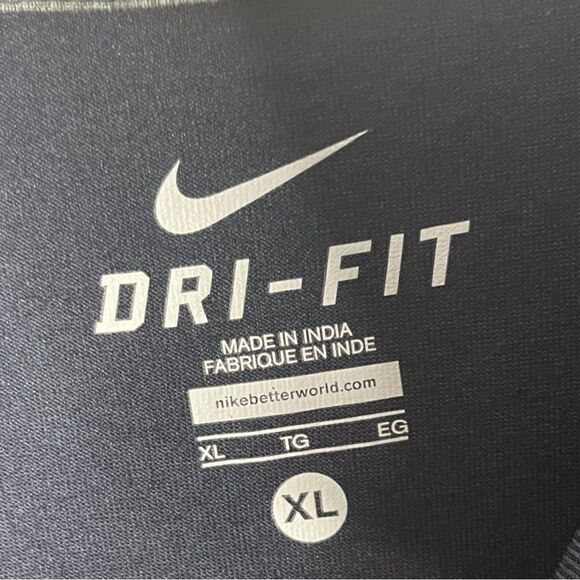 DRI-FIT
MADE IN INDIA
FABRIQUE EN INDE
nikebetterworld.com
XL TG EG
XL